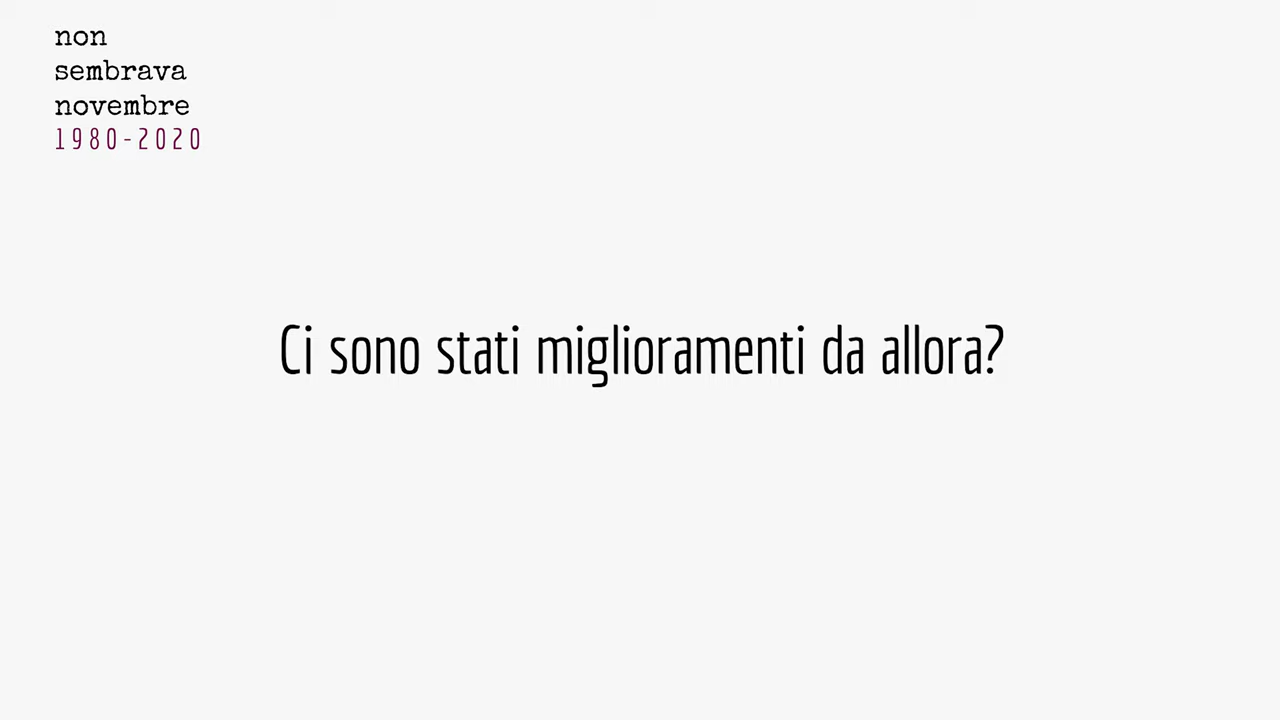 non
sembrava
novembre
1980-2020
Ci sono stati miglioramenti da allora?